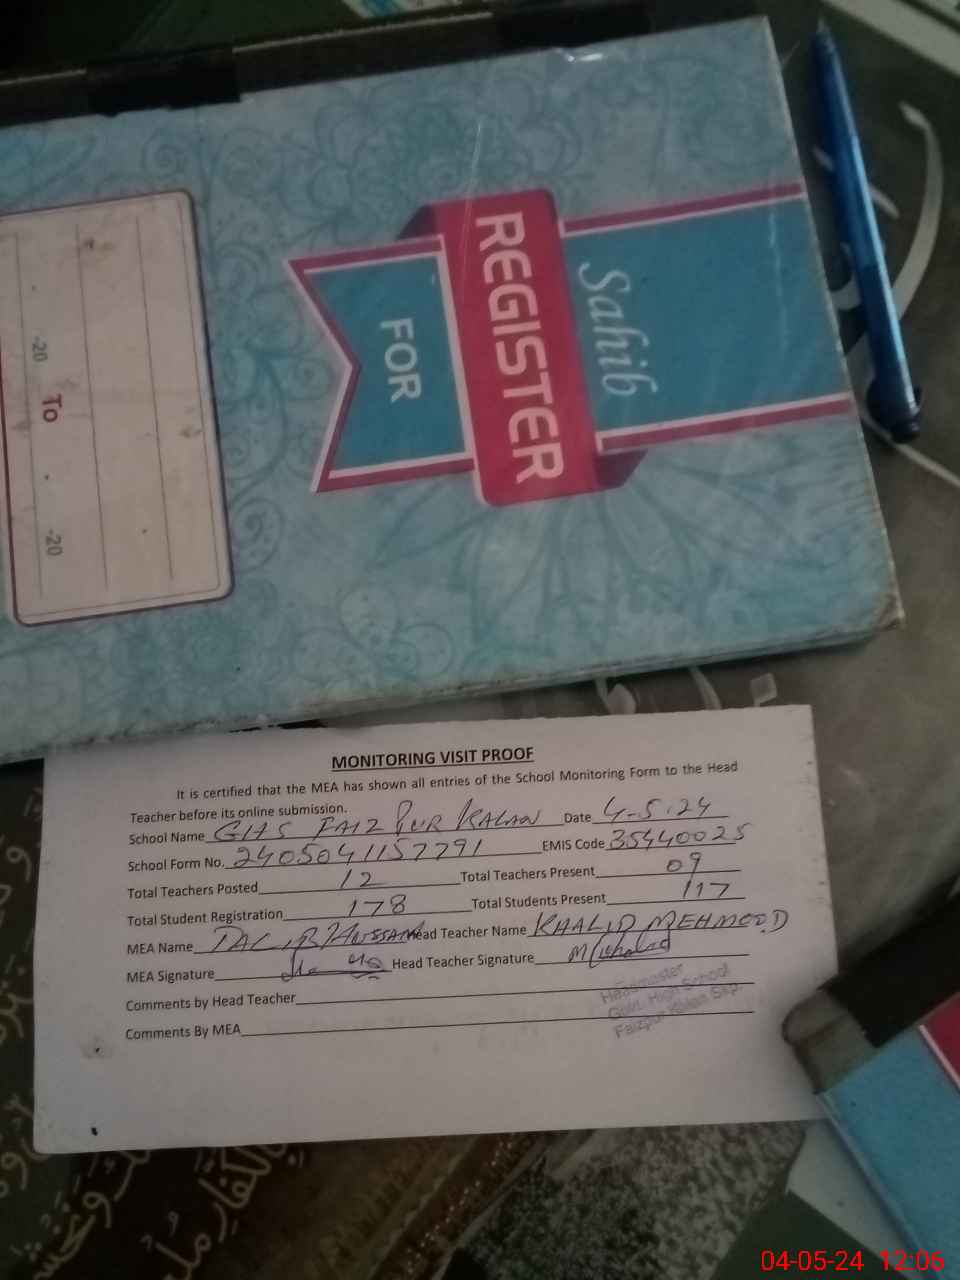 Sahib
REGISTER
FOR
-20 To -20
MONITORING VISIT PROOF
It is certified that the MEA has shown all entries of the School Monitoring Form to the Head
Teacher before its online submission.
School Name GHS FAIZ PUR KALAN Date 4-5-24
School Form No. 2405041157791 EMIS Code 35440025
Total Teachers Posted 12 Total Teachers Present 09
Total Student Registration 178 Total Students Present 117
MEA Name Head Teacher Name KHALID MEHMOOD
MEA Signature Head Teacher Signature
Comments by Head Teacher
Headmaster
Govt. High School
Faizpur Kalan Skp.
Comments By MEA
04-05-24 12:06